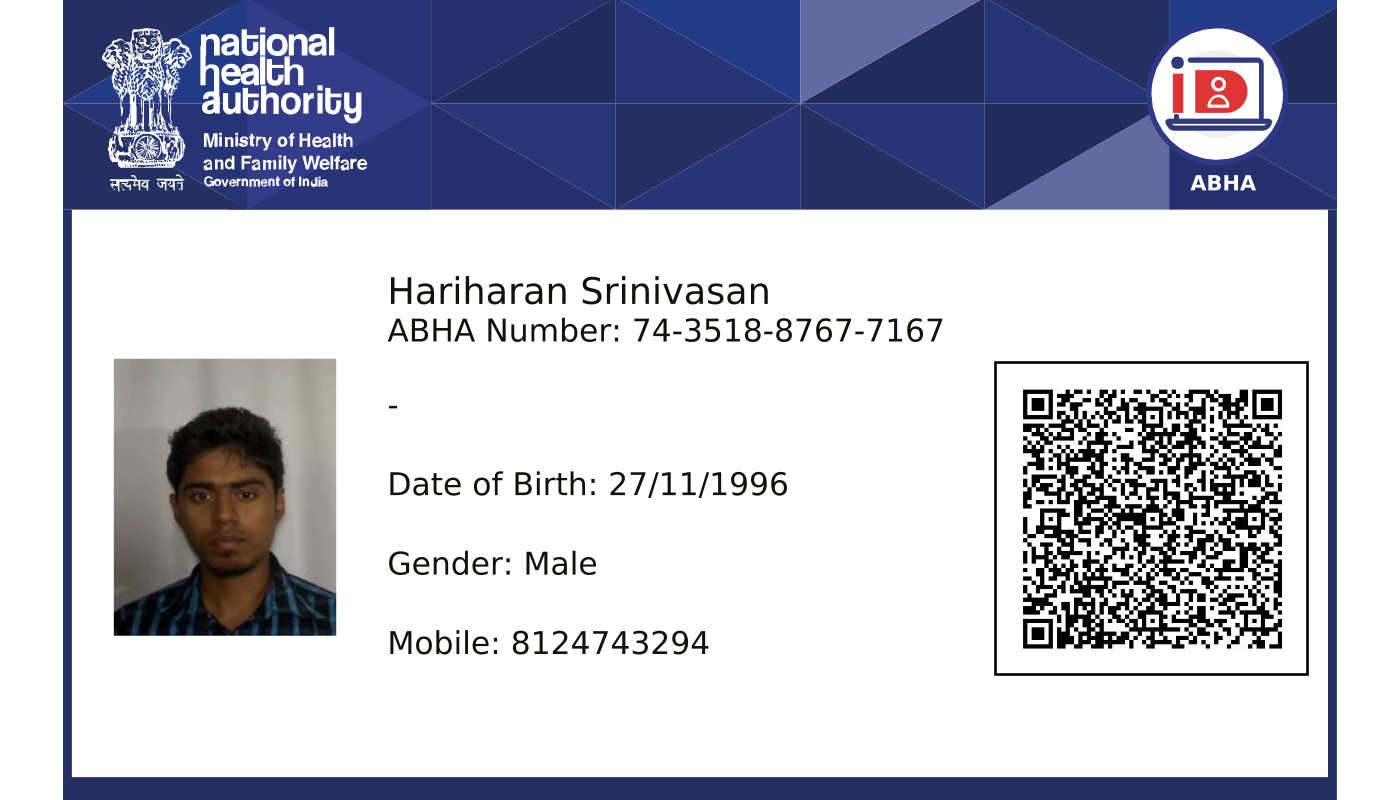 national
health
authority
Ministry of Health
and Family Welfare
Government of India
सत्यमेव जयते
ABHA
Hariharan Srinivasan
ABHA Number: 74-3518-8767-7167
-
Date of Birth: 27/11/1996
Gender: Male
Mobile: 8124743294